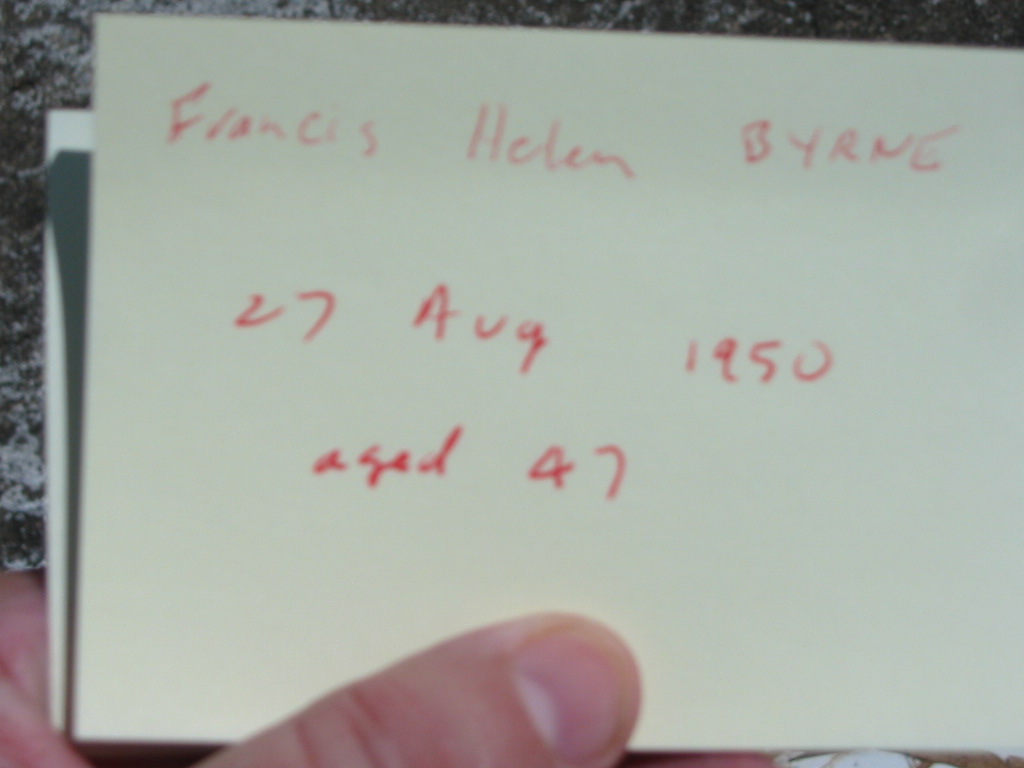 Francis Helen BYRNE
27 Aug 1950
aged 47